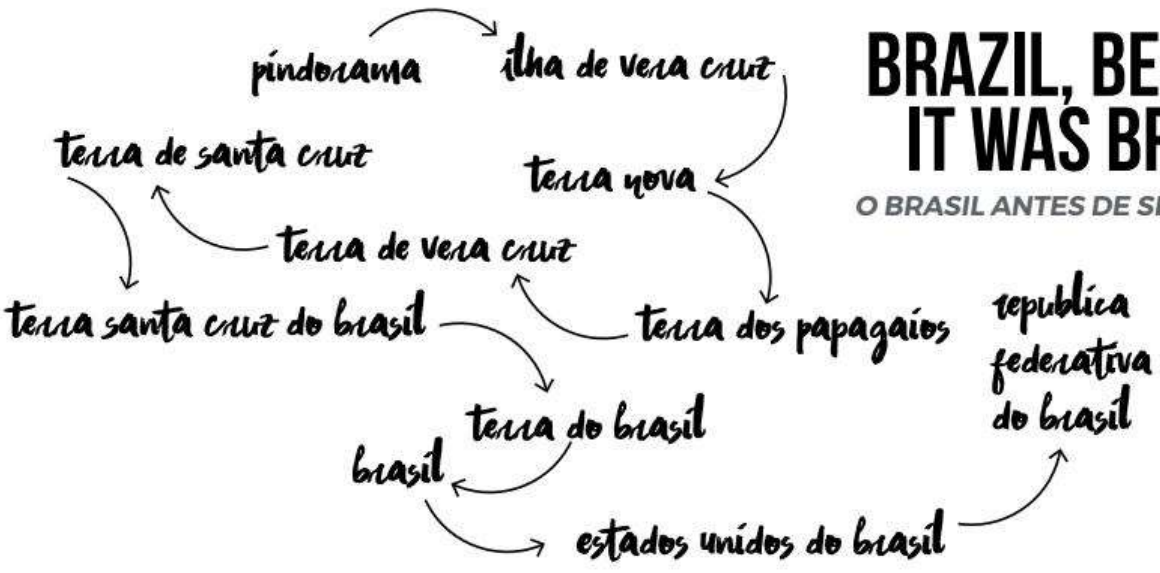 pindorama
ilha de vera cruz
BRAZIL, BE
IT WAS BR
O BRASIL ANTES DE S
terra nova
terra dos papagaios
terra de vera cruz
terra de santa cruz
terra santa cruz do brasil
terra do brasil
brasil
estados unidos do brasil
republica
federativa
do brasil